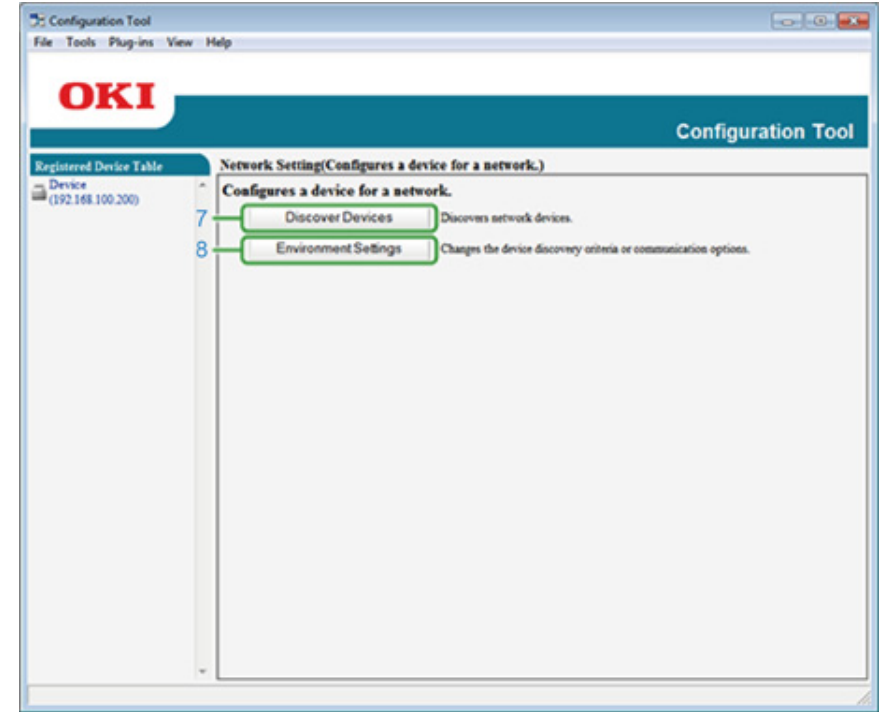 Configuration Tool
File Tools Plug-ins View Help
OKI
Configuration Tool
Registered Device Table
Device
(192.168.100.200)
Network Setting(Configures a device for a network.)
Configures a device for a network.
7 Discover Devices Discovers network devices.
8 Environment Settings Changes the device discovery criteria or communication options.